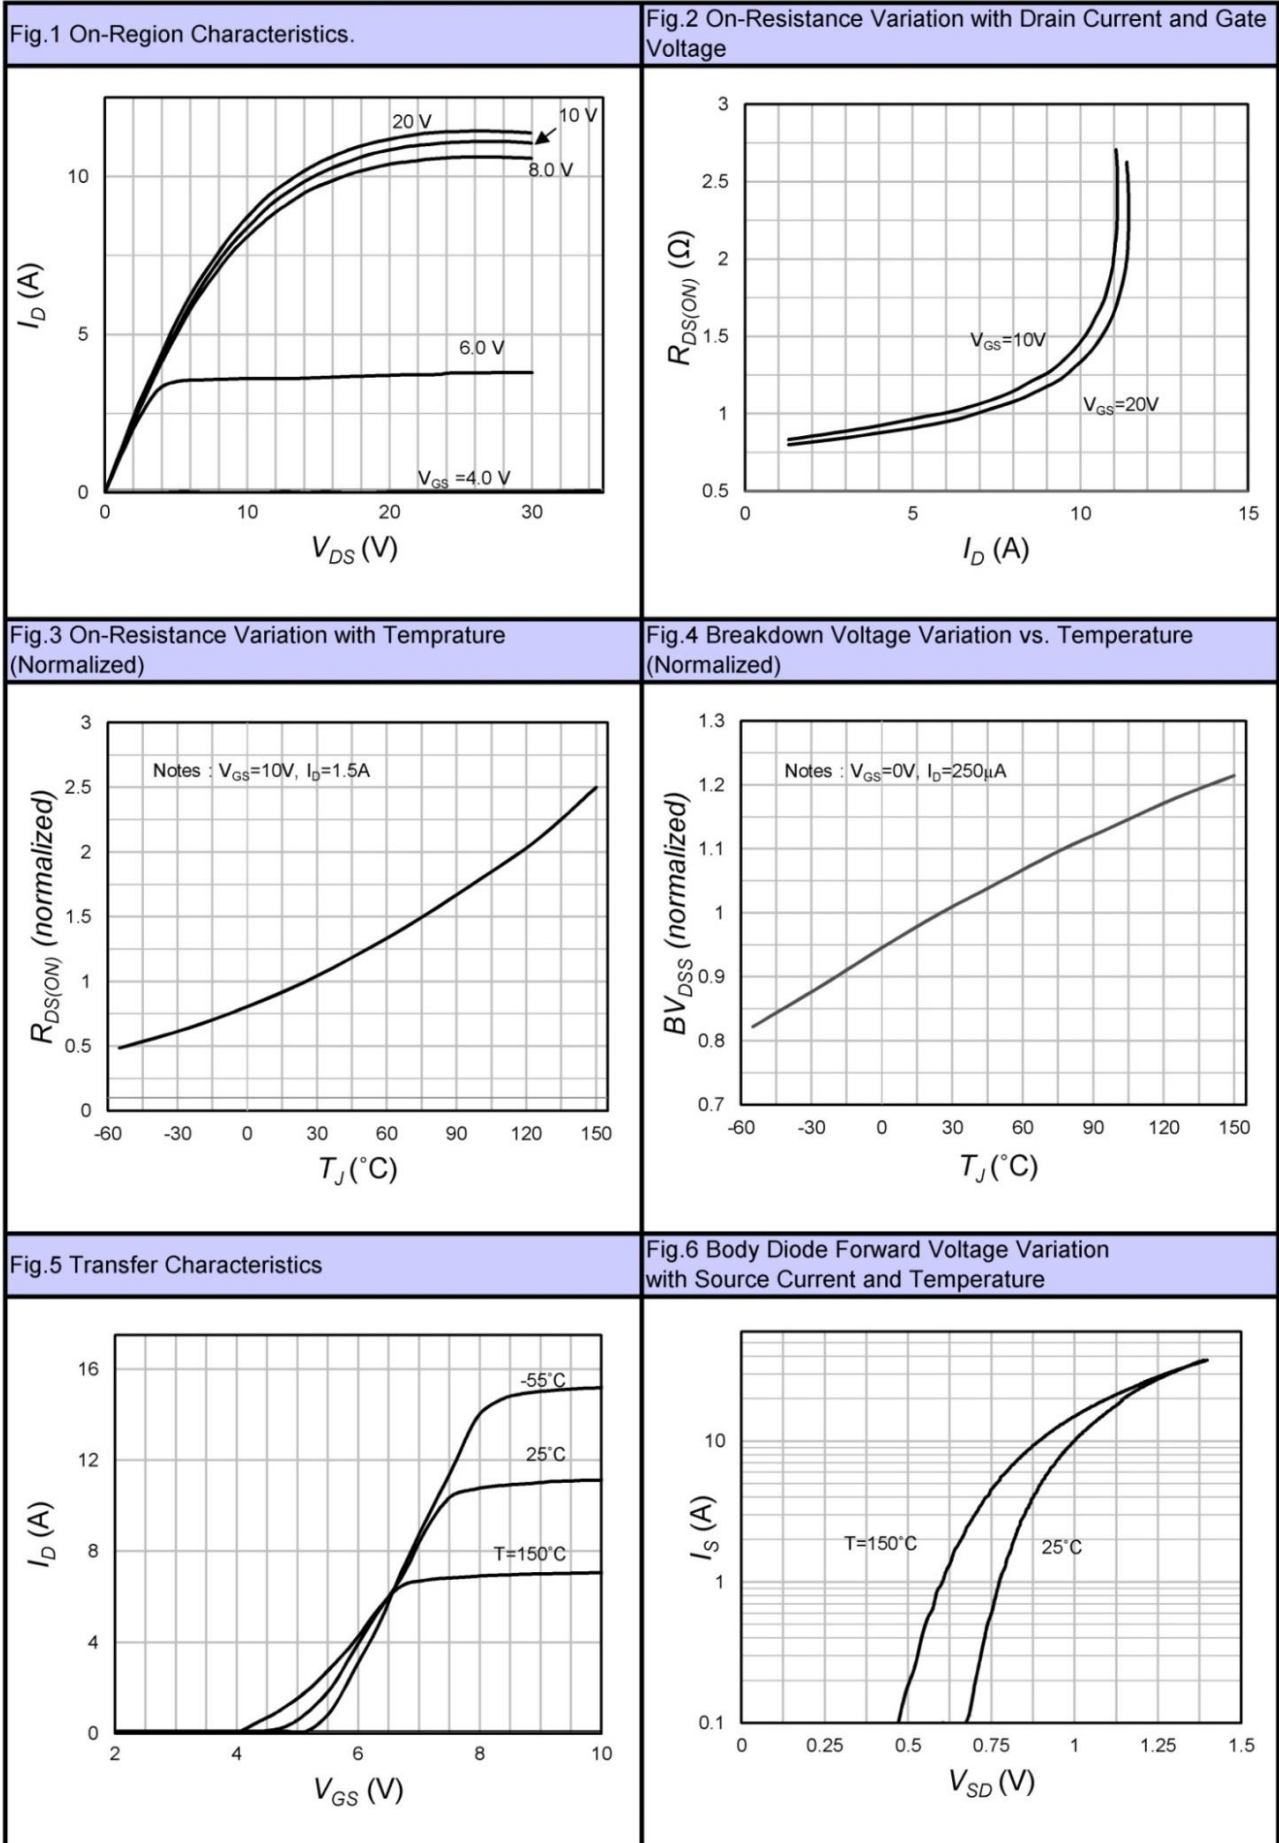 Fig.1 On-Region Characteristics.
Fig.2 On-Resistance Variation with Drain Current and Gate
Voltage
20 V
10 V
8.0 V
10
6.0 V
5
VGS =4.0 V
0
0 10 20 30
ID (A)
VDS (V)
3
2.5
2
1.5
1
0.5
VGS=10V
VGS=20V
0 5 10 15
RDS(ON) (Ω)
ID (A)
Fig.3 On-Resistance Variation with Temprature
(Normalized)
Fig.4 Breakdown Voltage Variation vs. Temperature
(Normalized)
3
Notes : VGS=10V, ID=1.5A
2.5
2
1.5
1
0.5
0
-60 -30 0 30 60 90 120 150
RDS(ON) (normalized)
TJ (°C)
1.3
Notes : VGS=0V, ID=250µA
1.2
1.1
1
0.9
0.8
0.7
-60 -30 0 30 60 90 120 150
BVDSS (normalized)
TJ (°C)
Fig.5 Transfer Characteristics
Fig.6 Body Diode Forward Voltage Variation
with Source Current and Temperature
16
-55°C
12
25°C
8
T=150°C
4
0
2 4 6 8 10
ID (A)
VGS (V)
10
T=150°C
25°C
1
0.1
0 0.25 0.5 0.75 1 1.25 1.5
IS (A)
VSD (V)